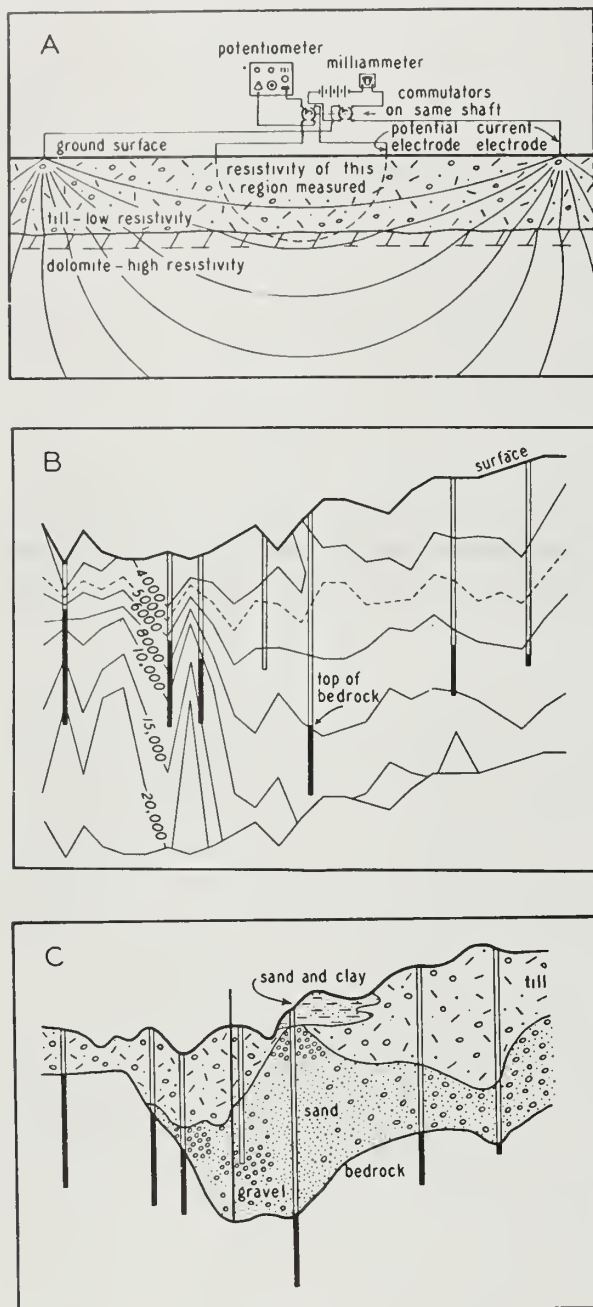 A
potentiometer
milliammeter
commutators
on same shaft
potential current
electrode electrode
ground surface
resistivity of this
region measured
till-low resistivity
dolomite-high resistivity
B
surface
4000
5000
6000
8000
10,000
15,000
20,000
top of
bedrock
C
sand and clay
till
sand
gravel
bedrock